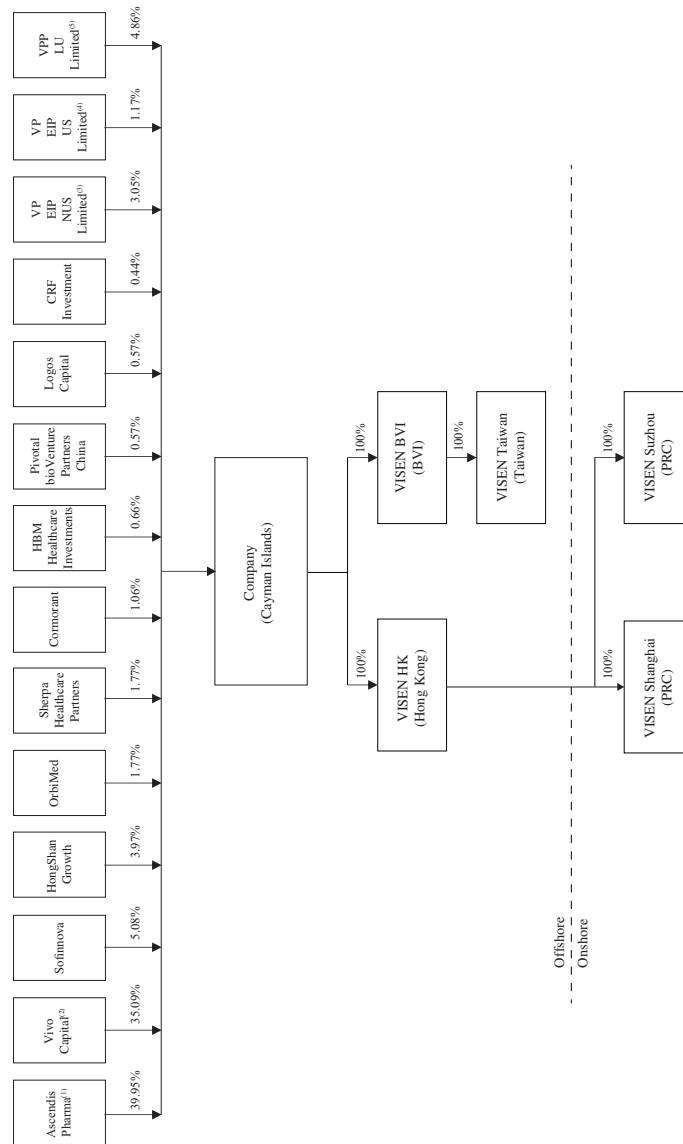 Ascendis
Pharma(1)
39.95%
Vivo
Capital(2)
35.09%
Sofinnova
5.08%
HongShan
Growth
3.97%
OrbiMed
1.77%
Sherpa
Healthcare
Partners
1.77%
Cormorant
1.06%
HBM
Healthcare
Investments
0.66%
Pivotal
bioVenture
Partners
China
0.57%
Logos
Capital
0.57%
CRF
Investment
0.44%
VP
EIP
NUS
Limited(3)
3.05%
VP
EIP
US
Limited(4)
1.17%
VPP
LU
Limited(5)
4.86%
Company
(Cayman Islands)
100%
100%
VISEN HK
(Hong Kong)
VISEN BVI
(BVI)
100%
VISEN Taiwan
(Taiwan)
Offshore
Onshore
100%
100%
VISEN Shanghai
(PRC)
VISEN Suzhou
(PRC)